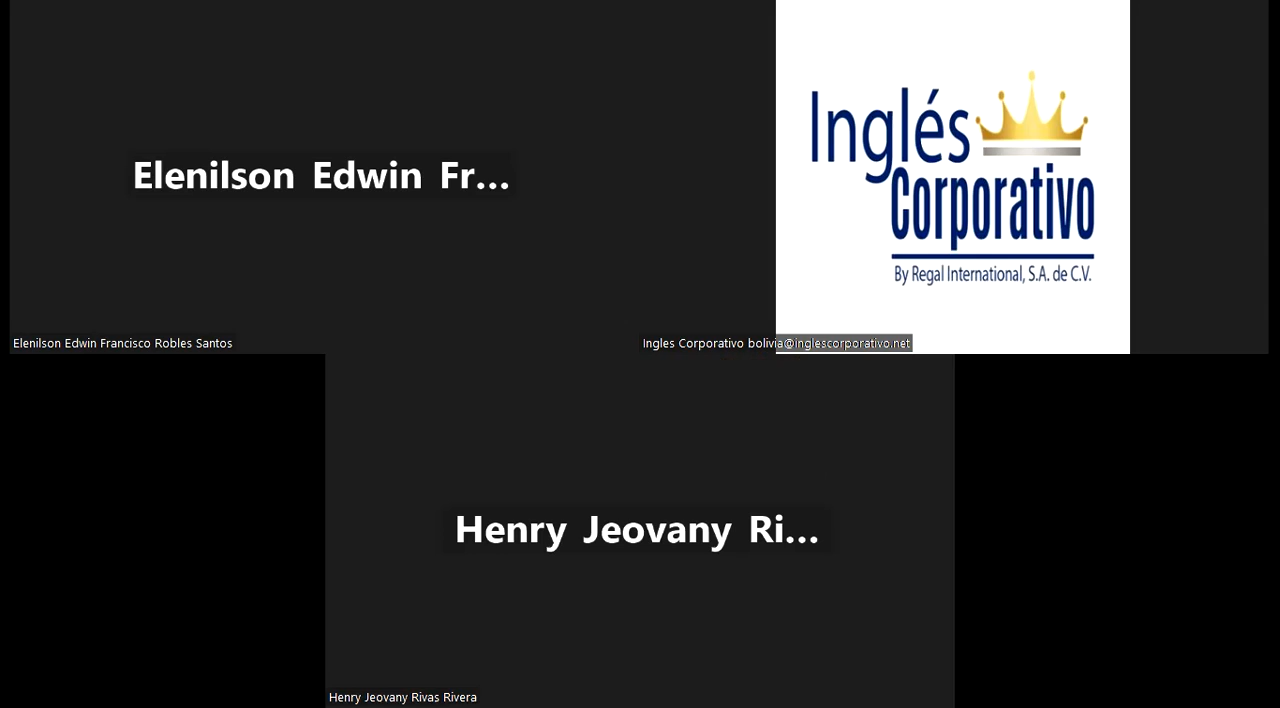 Elenilson Edwin Fr...
Inglés
Corporativo
By Regal International, S.A. de C.V.
Elenilson Edwin Francisco Robles Santos
Ingles Corporativo bolivia@inglescorporativo.net
Henry Jeovany Ri...
Henry Jeovany Rivas Rivera